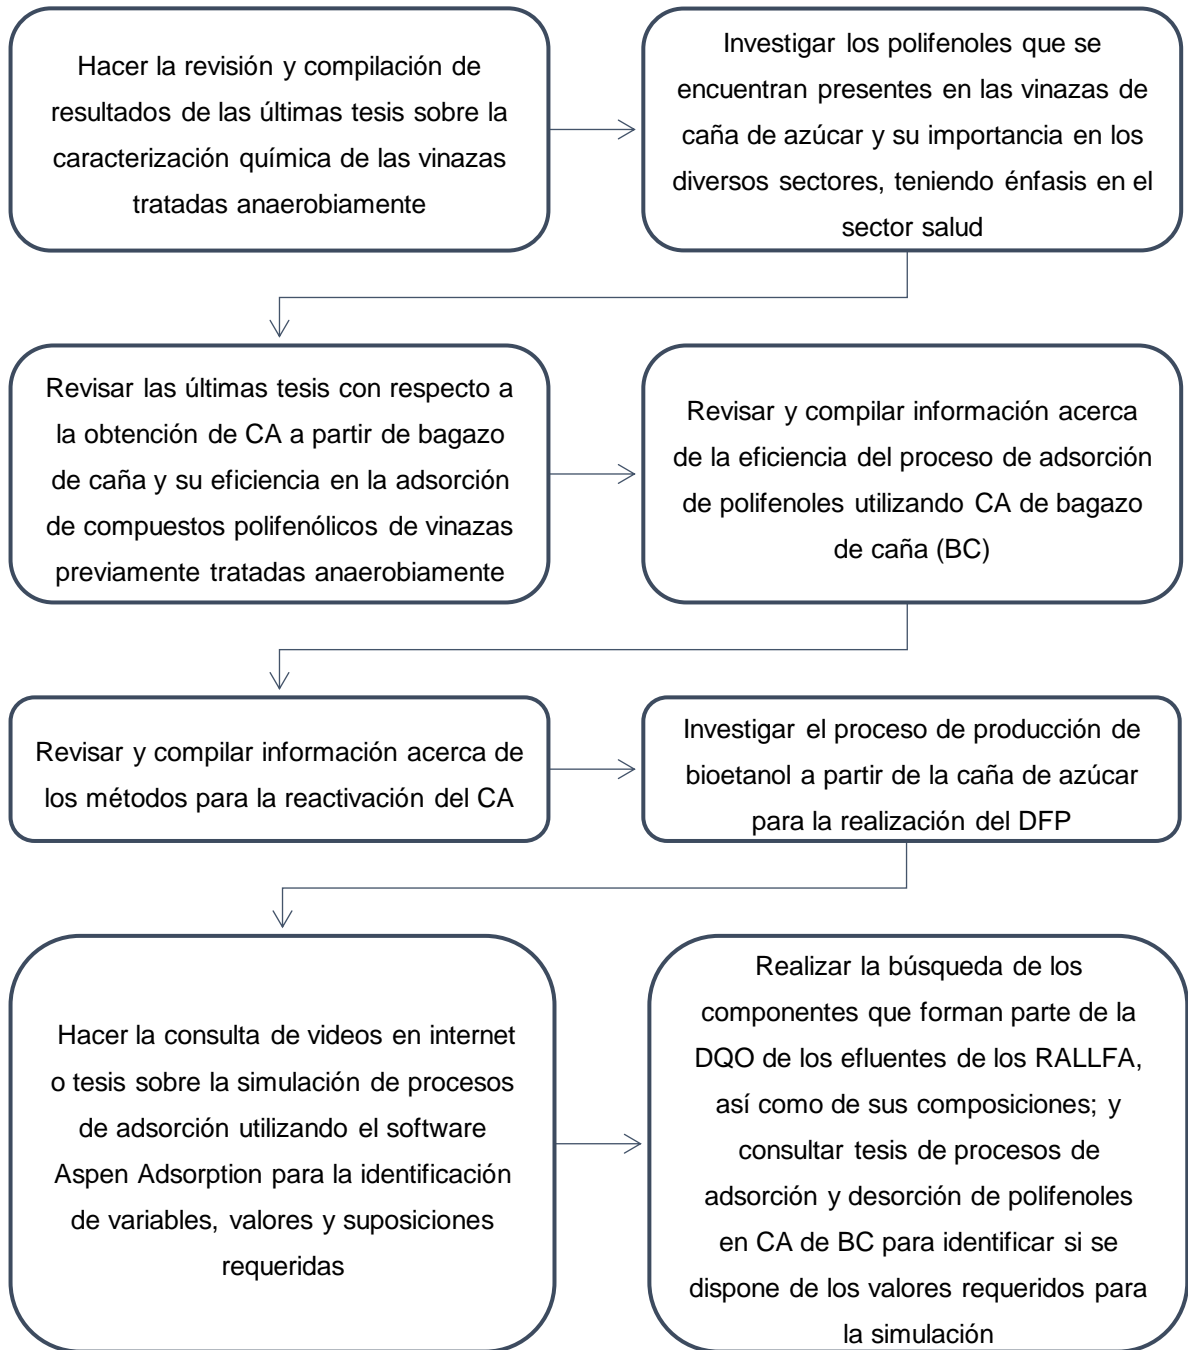 Hacer la revisión y compilación de
resultados de las últimas tesis sobre la
caracterización química de las vinazas
tratadas anaerobiamente
Investigar los polifenoles que se
encuentran presentes en las vinazas de
caña de azúcar y su importancia en los
diversos sectores, teniendo énfasis en el
sector salud
Revisar las últimas tesis con respecto a
la obtención de CA a partir de bagazo
de caña y su eficiencia en la adsorción
de compuestos polifenólicos de vinazas
previamente tratadas anaerobiamente
Revisar y compilar información acerca
de la eficiencia del proceso de adsorción
de polifenoles utilizando CA de bagazo
de caña (BC)
Revisar y compilar información acerca de
los métodos para la reactivación del CA
Investigar el proceso de producción de
bioetanol a partir de la caña de azúcar
para la realización del DFP
Hacer la consulta de videos en internet
o tesis sobre la simulación de procesos
de adsorción utilizando el software
Aspen Adsorption para la identificación
de variables, valores y suposiciones
requeridas
Realizar la búsqueda de los
componentes que forman parte de la
DQO de los efluentes de los RALLFA,
así como de sus composiciones; y
consultar tesis de procesos de
adsorción y desorción de polifenoles
en CA de BC para identificar si se
dispone de los valores requeridos para
la simulación